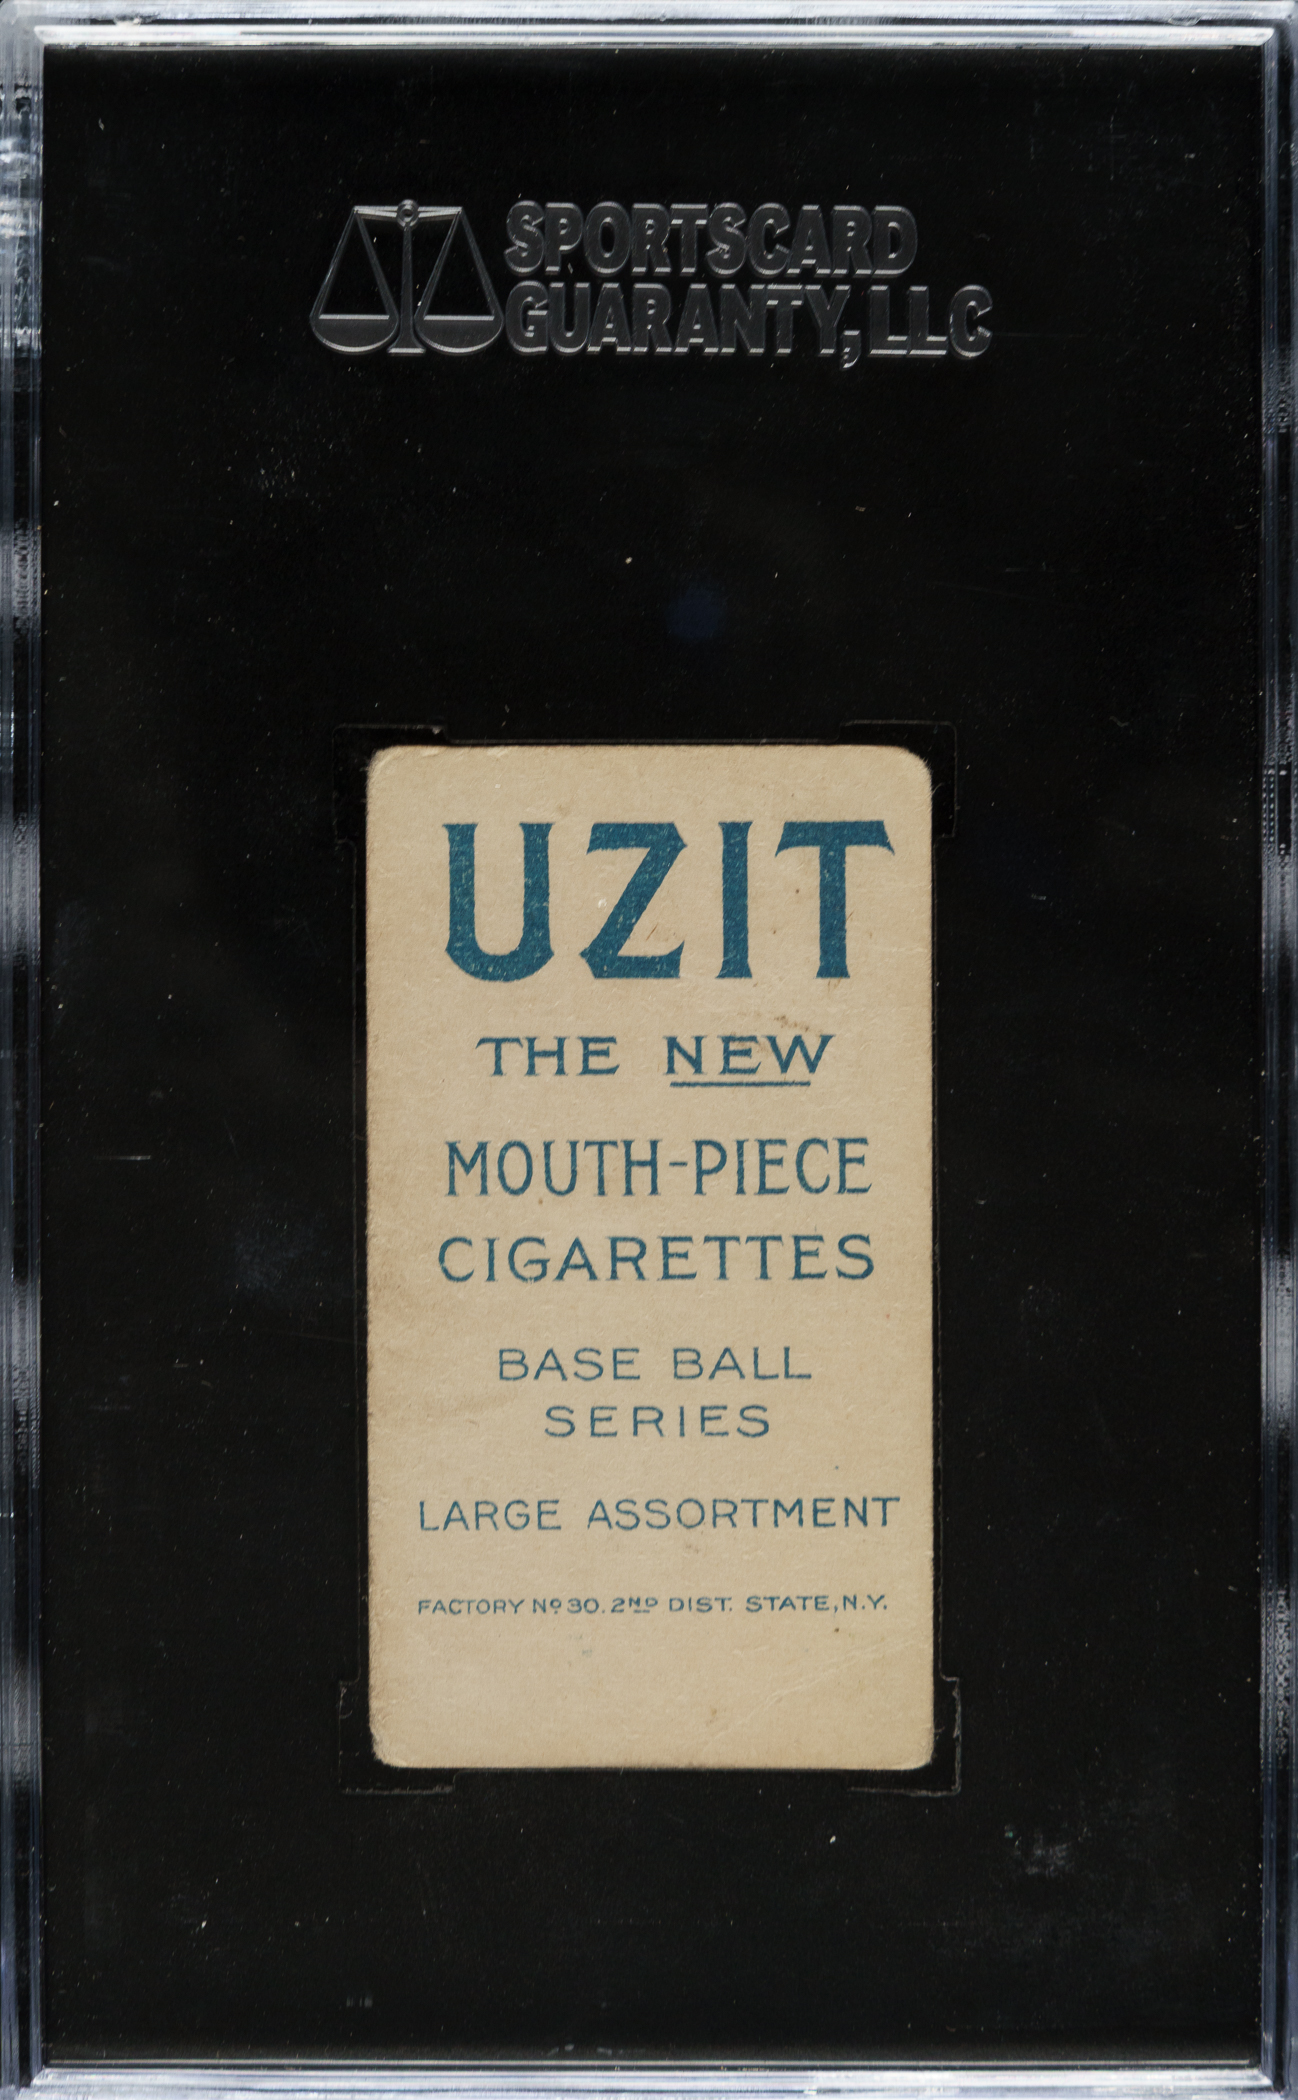 SPORTSCARD
GUARANTY, LLC
UZIT
THE NEW
MOUTH-PIECE
CIGARETTES
BASE BALL
SERIES
LARGE ASSORTMENT
FACTORY Nº 30. 2ND DIST. STATE, N.Y.